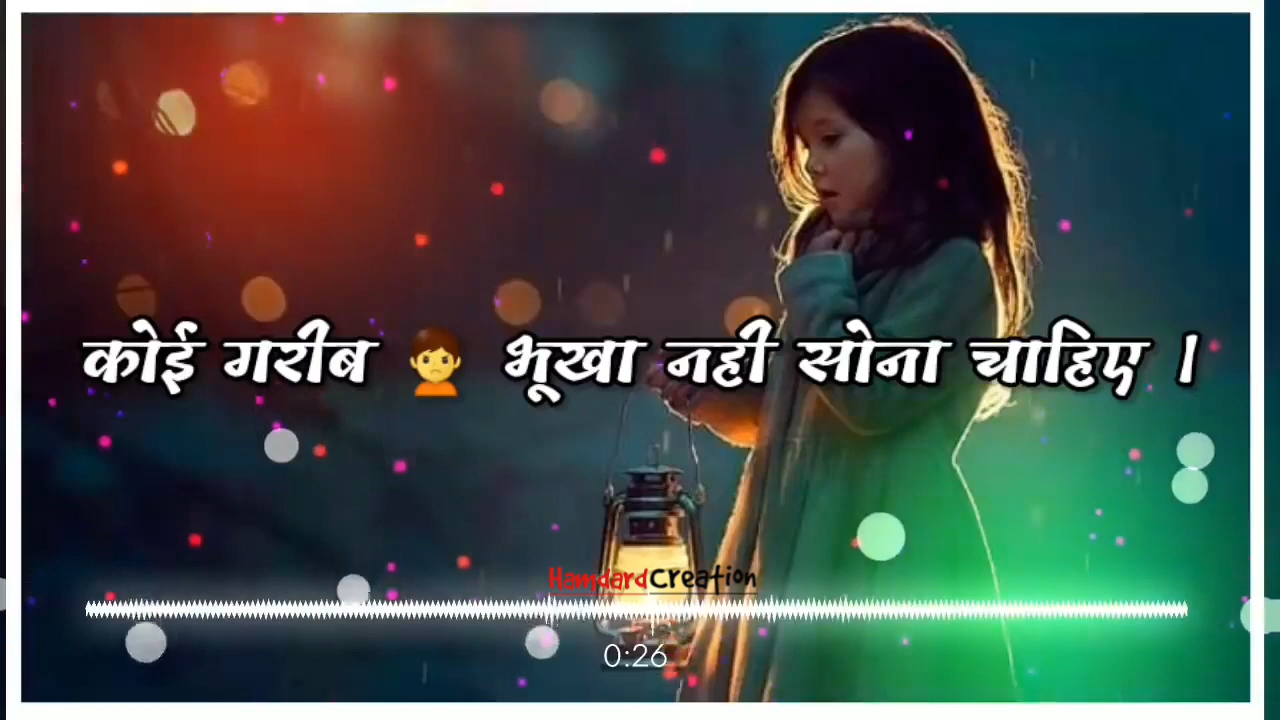 कोई गरीब 🙍 भूखा नही सोना चाहिए ।
HamdardCreation
0:26